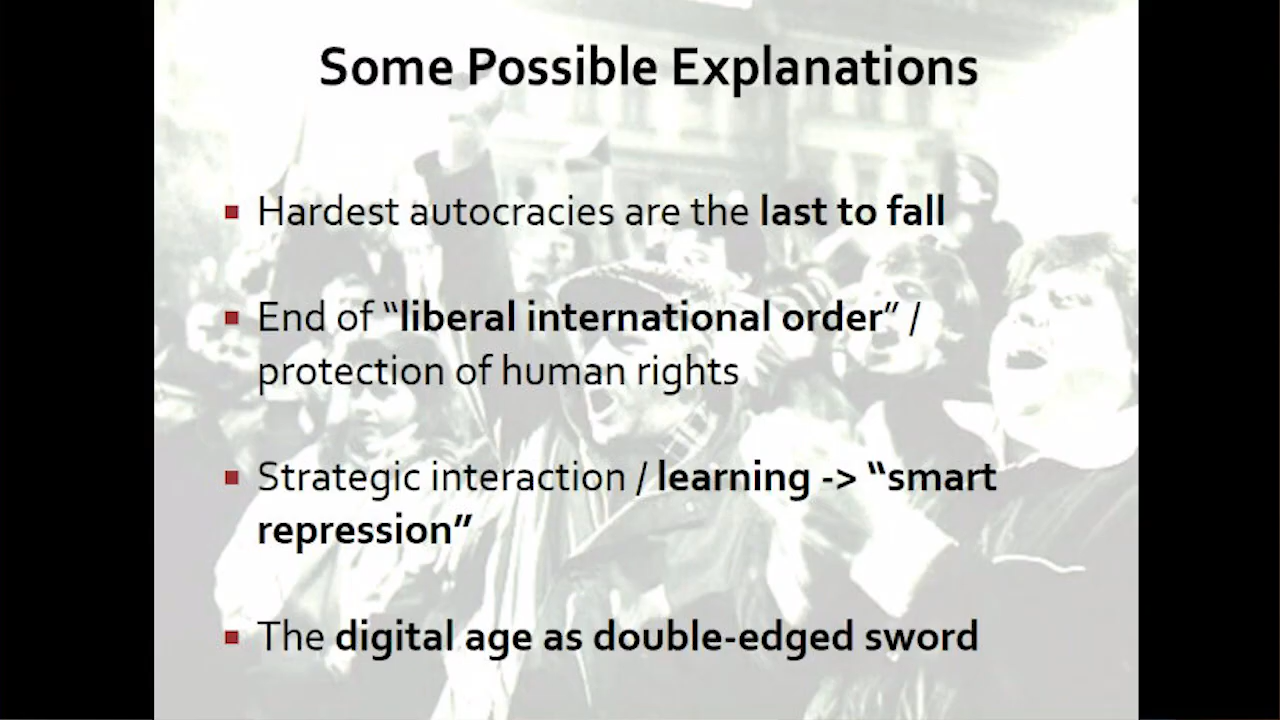 Some Possible Explanations
▪ Hardest autocracies are the last to fall
▪ End of “liberal international order” /
protection of human rights
▪ Strategic interaction / learning -> “smart
repression”
▪ The digital age as double-edged sword